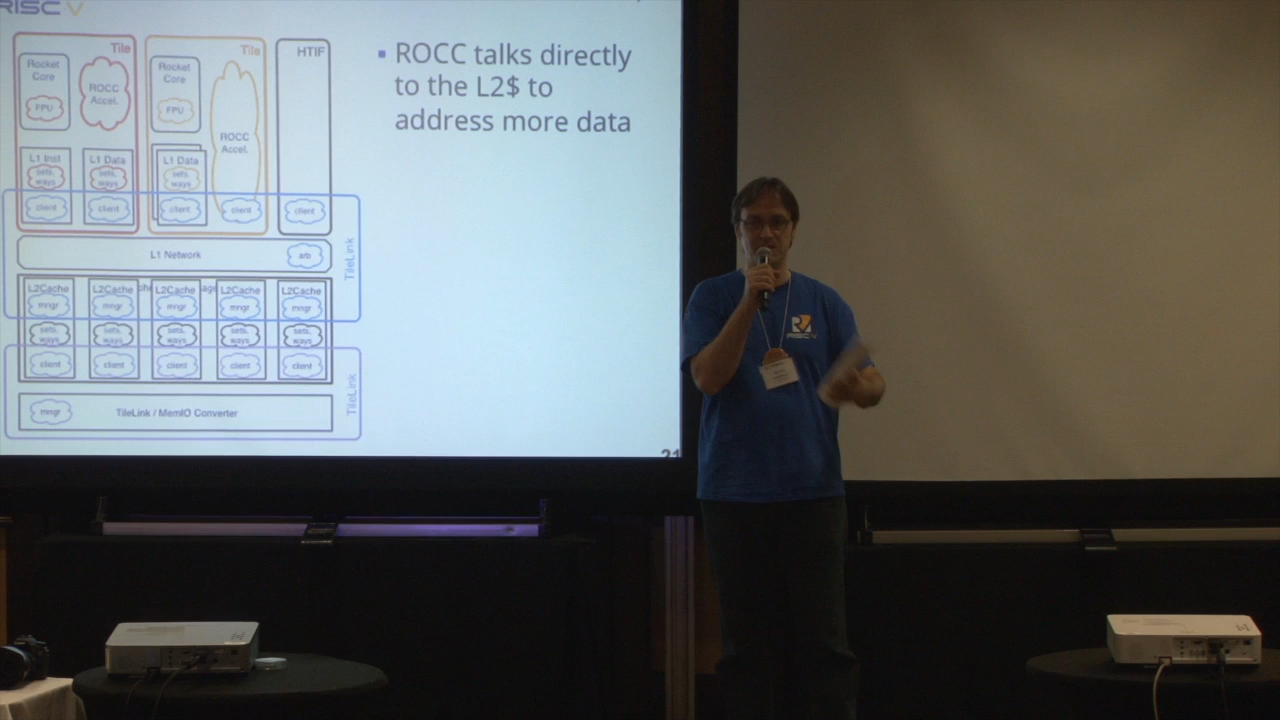 RISC V
Tile
Tile
HTIF
Rocket
Core
FPU
ROCC
Accel.
Rocket
Core
FPU
ROCC
Accel.
L1 Inst
sets,
ways
client
L1 Data
sets,
ways
client
L1 Data
sets,
ways
client
client
client
L1 Network
arb
TileLink
L2Cache
L2Cache
L2Cache
L2Cache
L2Cache
mngr
mngr
mngr
mngr
mngr
sets,
sets,
sets,
sets,
sets,
ways
ways
ways
ways
ways
client
client
client
client
client
TileLink
mngr
TileLink / MemIO Converter
▪ ROCC talks directly
to the L2$ to
address more data
21
RISC V